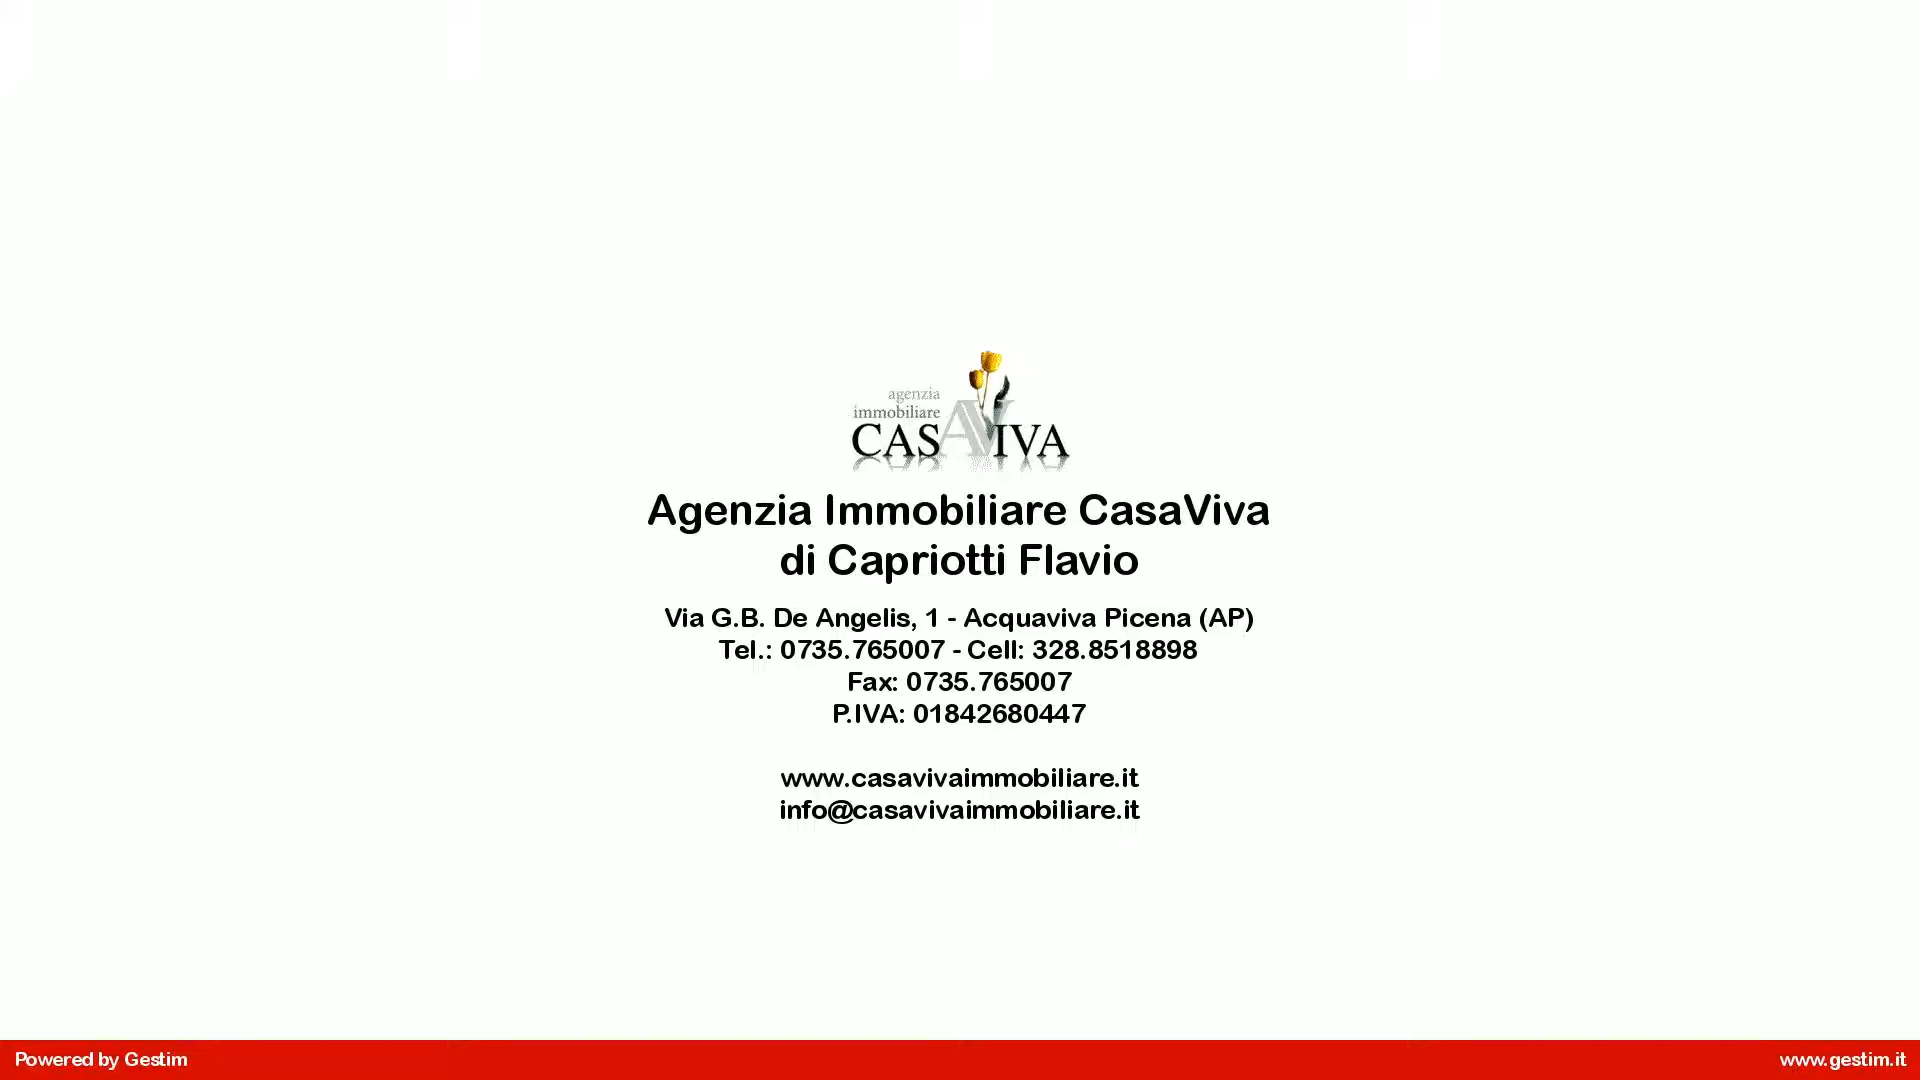 agenzia
immobiliare
CASAVIVA
Agenzia Immobiliare CasaViva
di Capriotti Flavio
Via G.B. De Angelis, 1 - Acquaviva Picena (AP)
Tel.: 0735.765007 - Cell: 328.8518898
Fax: 0735.765007
P.IVA: 01842680447
www.casavivaimmobiliare.it
info@casavivaimmobiliare.it
Powered by Gestim
www.gestim.it